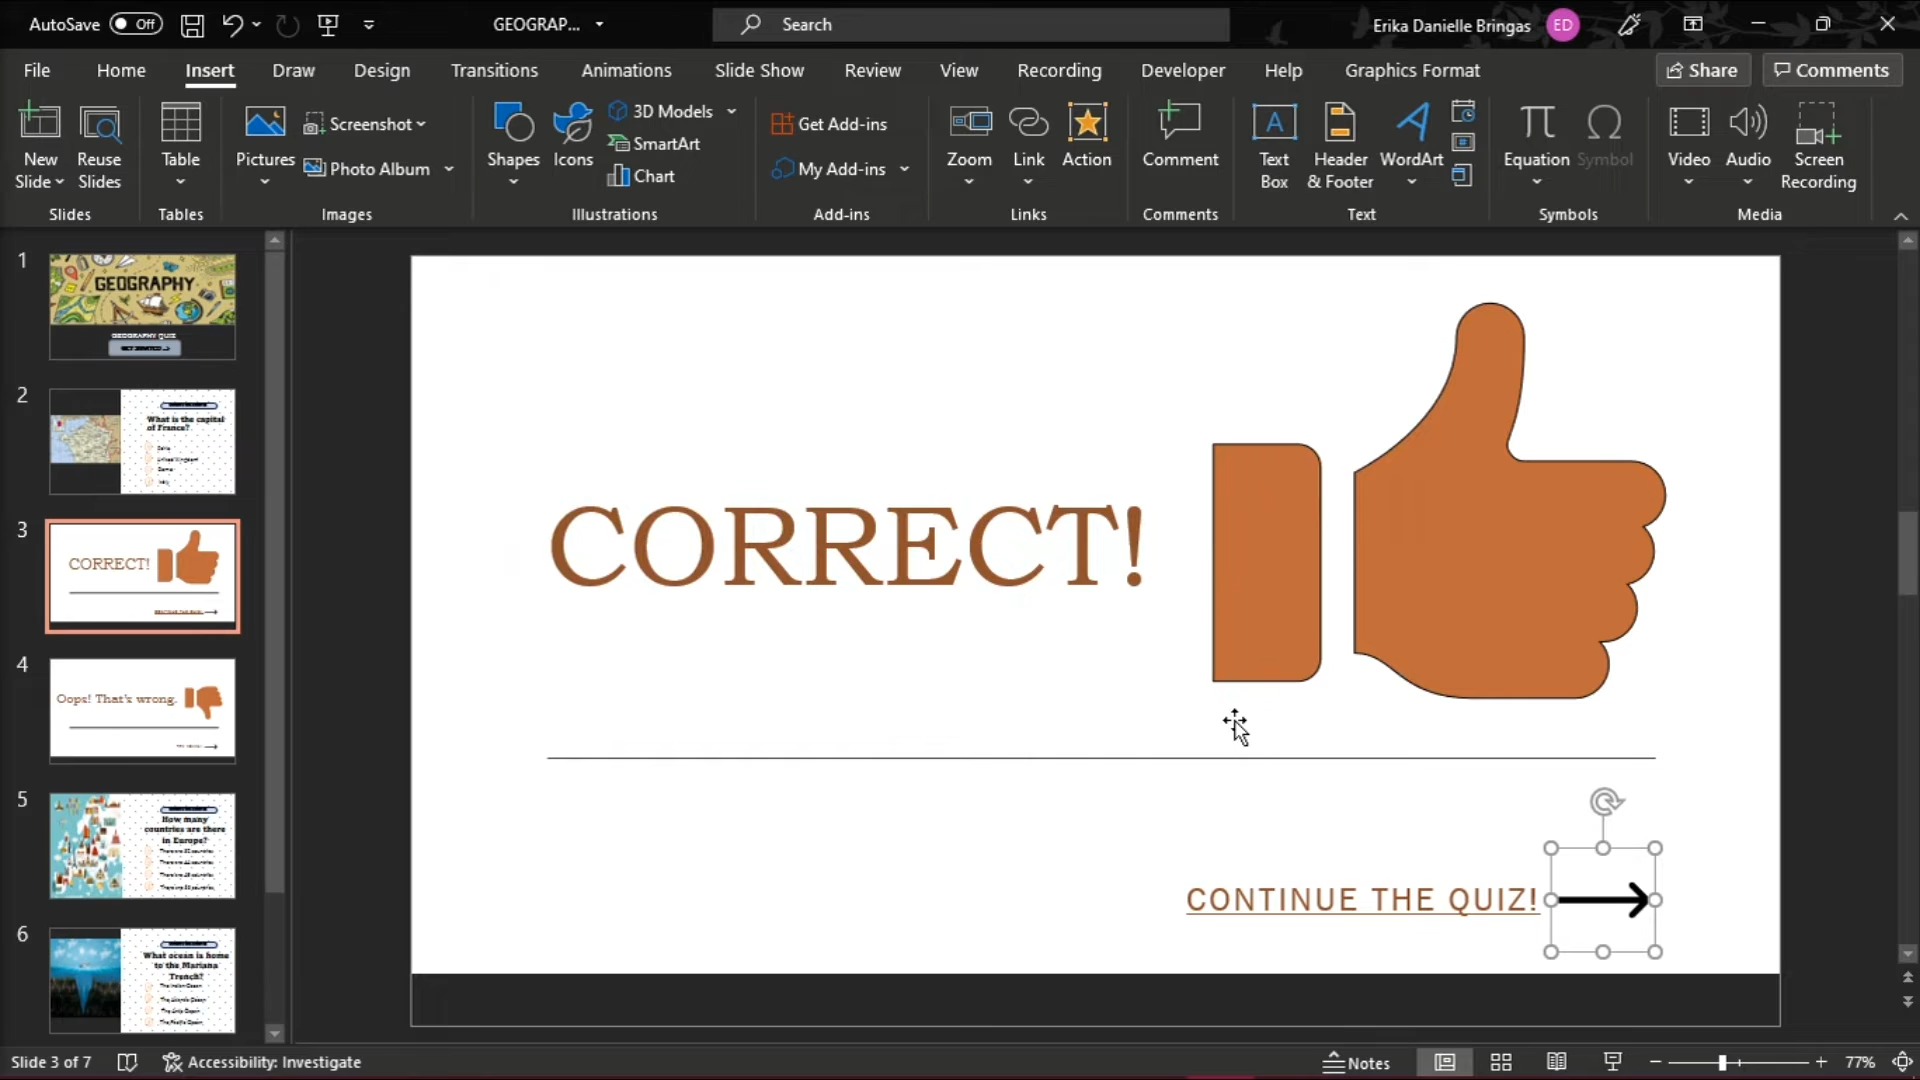 AutoSave Off GEOGRAP... Search Erika Danielle Bringas ED
File Home Insert Draw Design Transitions Animations Slide Show Review View Recording Developer Help Graphics Format Share Comments
New Slide Reuse Slides Table Pictures Screenshot Photo Album Shapes Icons 3D Models SmartArt Chart Get Add-ins My Add-ins Zoom Link Action Comment Text Box Header & Footer WordArt Equation Symbol Video Audio Screen Recording
Slides Tables Images Illustrations Add-ins Links Comments Text Symbols Media
1
GEOGRAPHY
GEOGRAPHY QUIZ
2
What is the capital
of France?
3
CORRECT!
4
Oops! That's wrong.
5
How many
countries are there
in Europe?
6
What ocean is home
to the Mariana
Trench?
CORRECT!
CONTINUE THE QUIZ!
Slide 3 of 7 Accessibility: Investigate Notes 77%